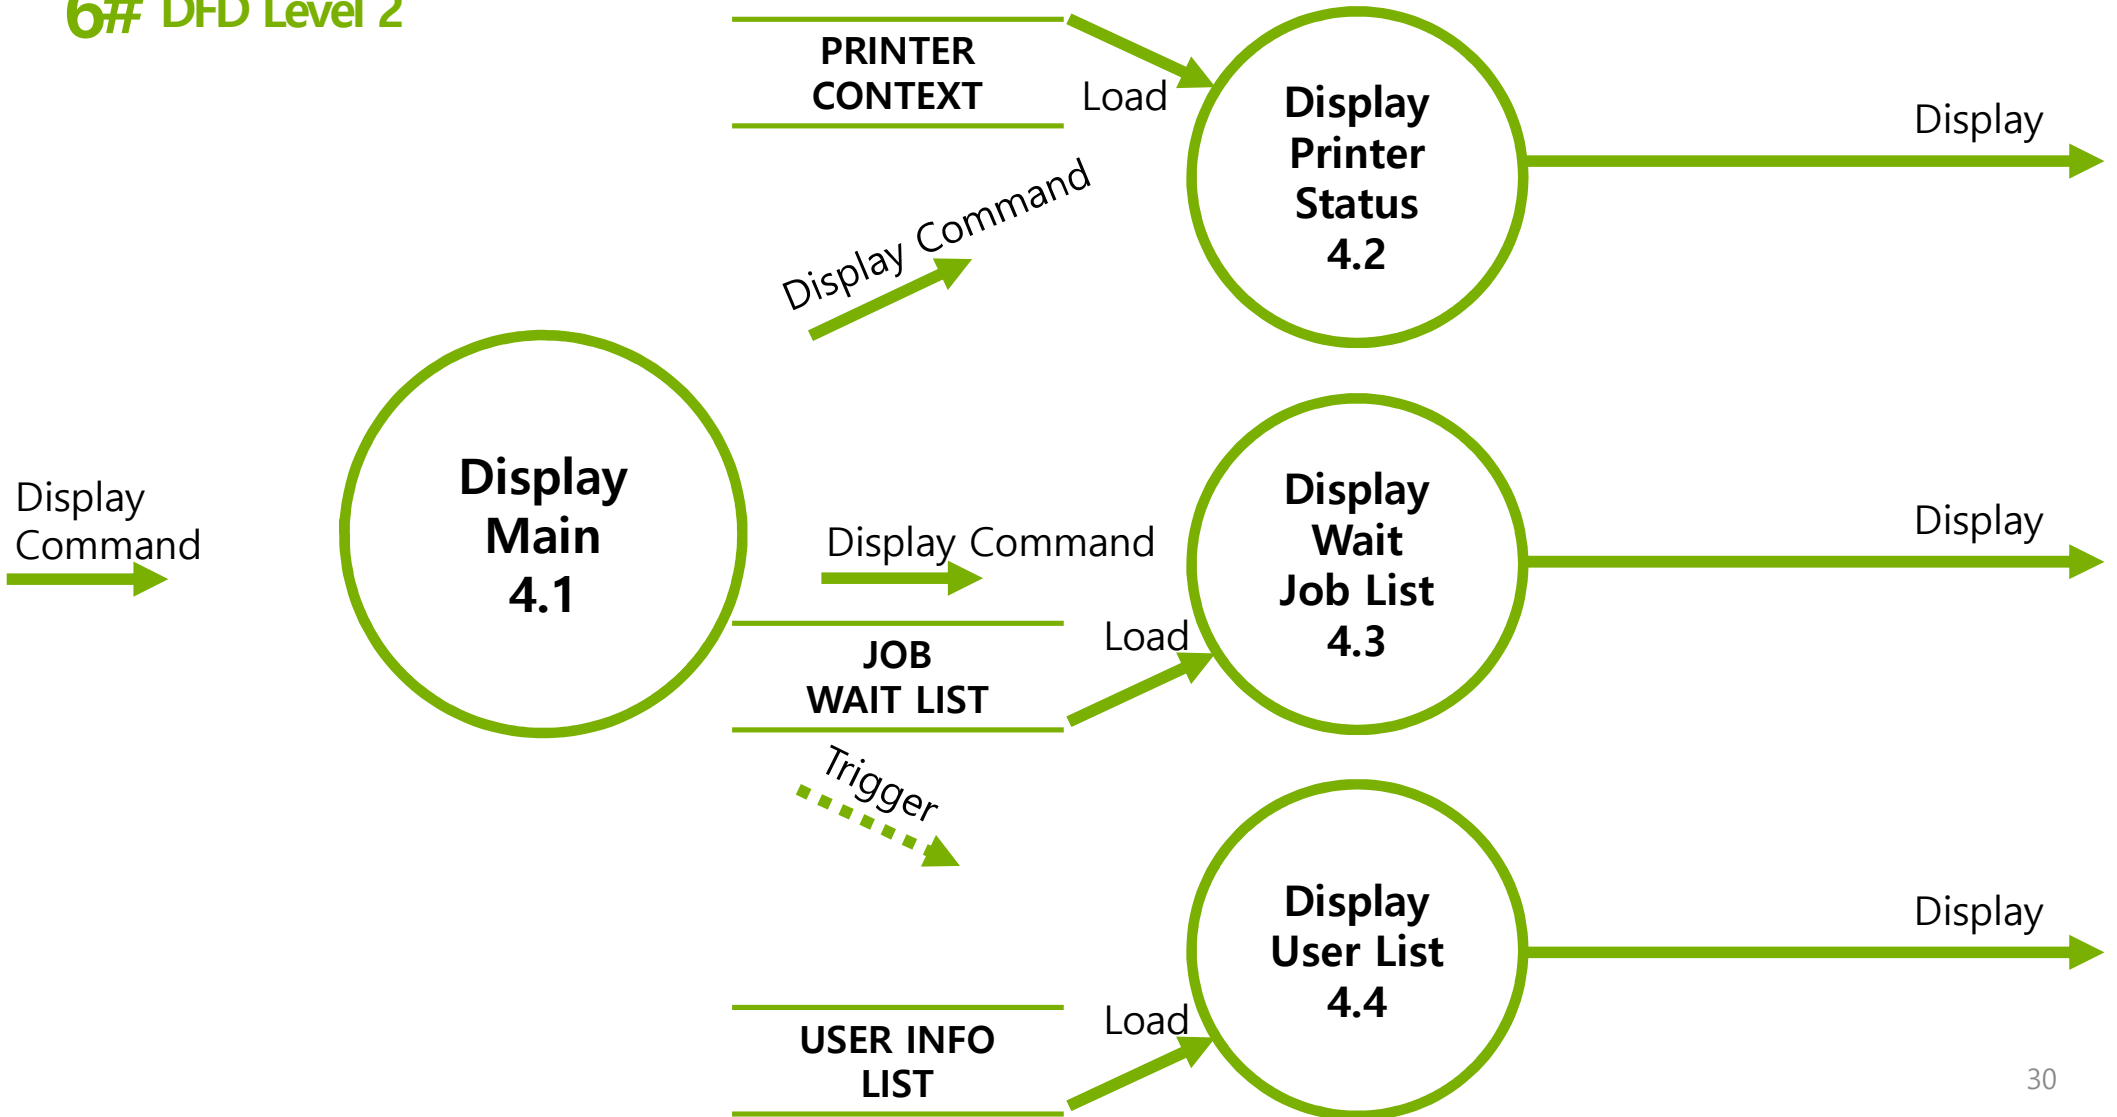 6# DFD Level 2
PRINTER
CONTEXT
Load
Display
Printer
Status
4.2
Display
Display Command
Display
Command
Display
Main
4.1
Display Command
Display
Wait
Job List
4.3
Display
JOB
WAIT LIST
Load
Trigger
Display
User List
4.4
Display
USER INFO
LIST
Load
30